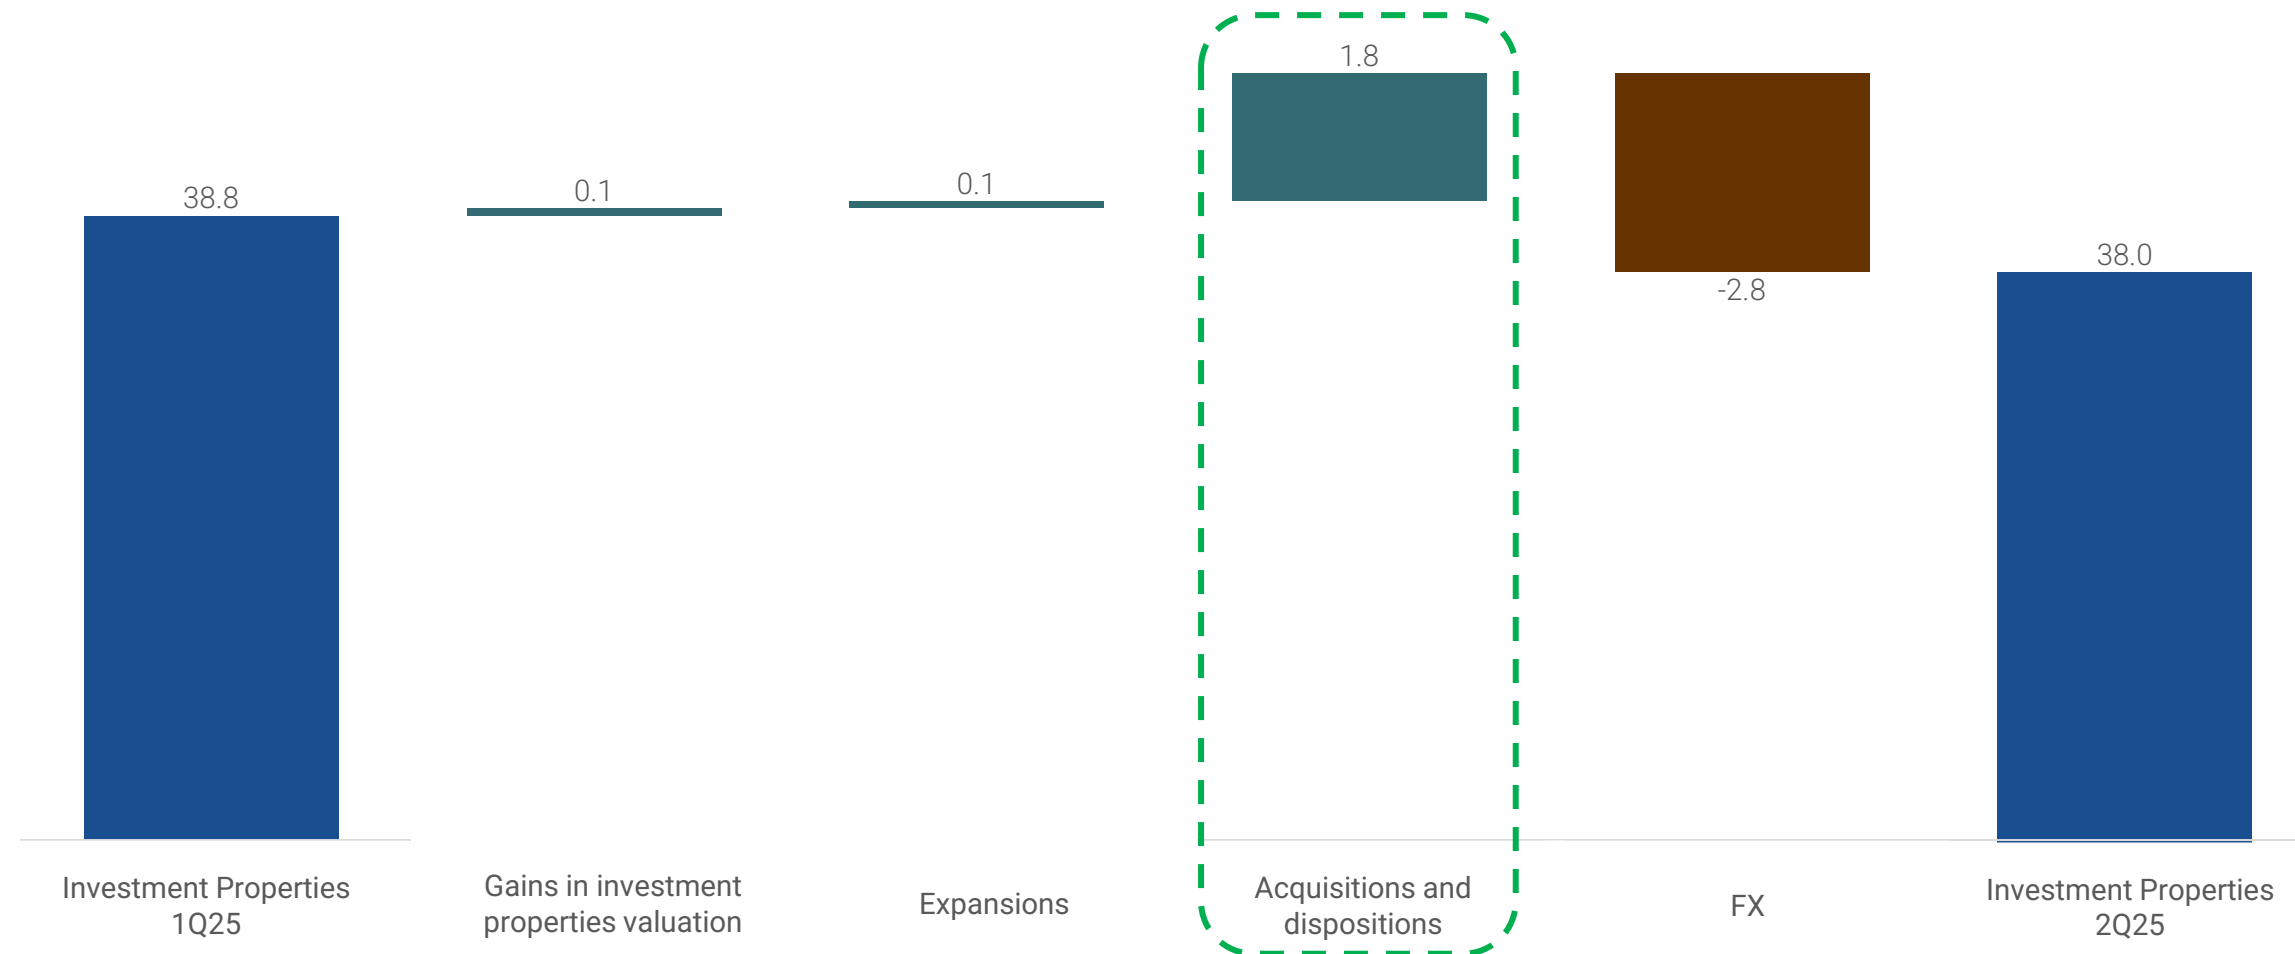 1.8
38.8
0.1
0.1
38.0
-2.8
Investment Properties
1Q25
Gains in investment
properties valuation
Expansions
Acquisitions and
dispositions
FX
Investment Properties
2Q25